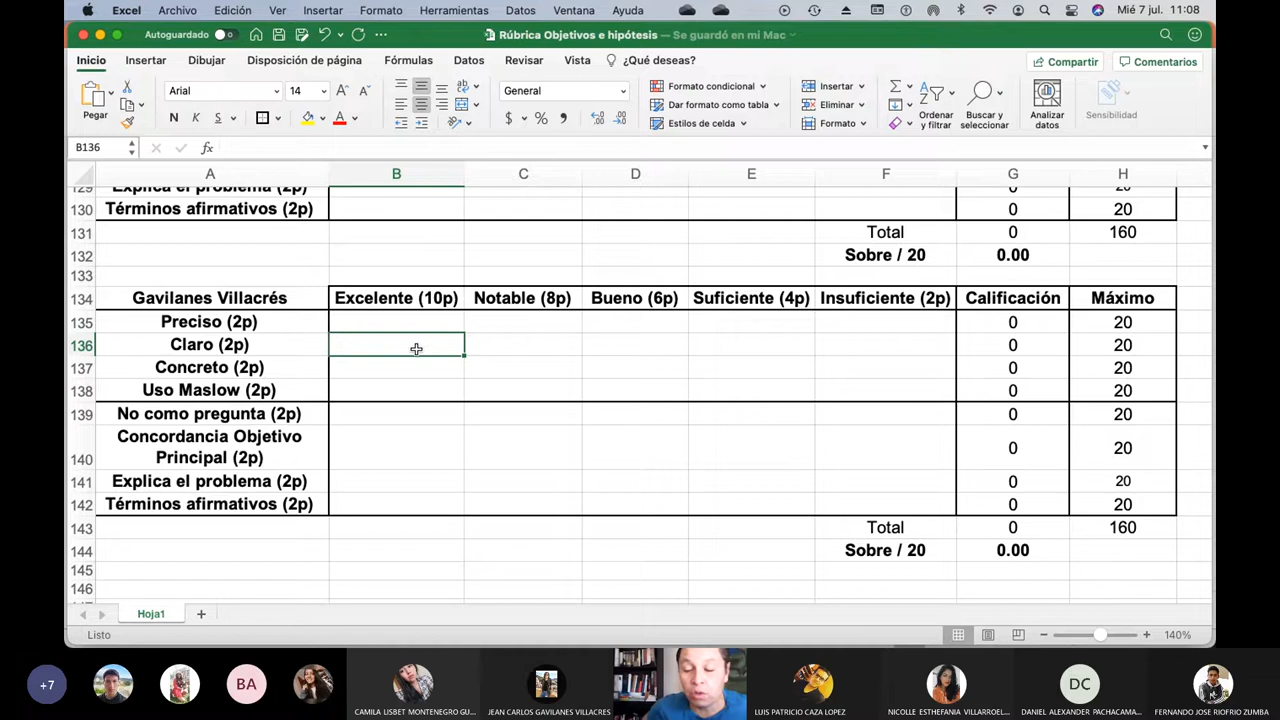 Excel Archivo Edición Ver Insertar Formato Herramientas Datos Ventana Ayuda Mié 7 jul. 11:08
Autoguardado Rúbrica Objetivos e hipótesis — Se guardó en mi Mac
Inicio Insertar Dibujar Disposición de página Fórmulas Datos Revisar Vista ¿Qué deseas? Compartir Comentarios
Pegar Arial 14 General Formato condicional Insertar Ordenar y filtrar Buscar y seleccionar Analizar datos Sensibilidad
N K S $ % Dar formato como tabla Eliminar
Estilos de celda Formato
B136 fx
A B C D E F G H
129 Explica el problema (2p) 0 20
130 Términos afirmativos (2p) 0 20
131 Total 0 160
132 Sobre / 20 0.00
133
134 Gavilanes Villacrés Excelente (10p) Notable (8p) Bueno (6p) Suficiente (4p) Insuficiente (2p) Calificación Máximo
135 Preciso (2p) 0 20
136 Claro (2p) 0 20
137 Concreto (2p) 0 20
138 Uso Maslow (2p) 0 20
139 No como pregunta (2p) 0 20
140 Concordancia Objetivo Principal (2p) 0 20
141 Explica el problema (2p) 0 20
142 Términos afirmativos (2p) 0 20
143 Total 0 160
144 Sobre / 20 0.00
145
146
Hoja1 +
Listo 140%
+7 BA DC
CAMILA LISBET MONTENEGRO GU... JEAN CARLOS GAVILANES VILLACRES LUIS PATRICIO CAZA LOPEZ NICOLLE ESTHEFANIA VILLARROEL... DANIEL ALEXANDER PACHACAMA... FERNANDO JOSE RIOFRIO ZUMBA